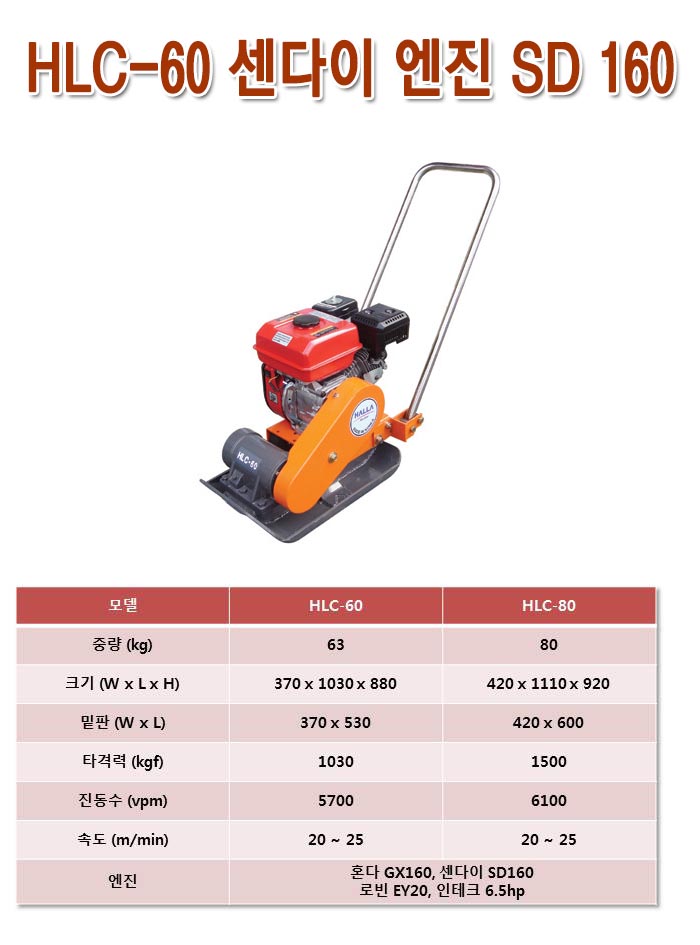 HLC-60 센다이 엔진 SD 160
HALLA
HLC-60
모델 HLC-60 HLC-80
중량 (kg) 63 80
크기 (W x L x H) 370 x 1030 x 880 420 x 1110 x 920
밑판 (W x L) 370 x 530 420 x 600
타격력 (kgf) 1030 1500
진동수 (vpm) 5700 6100
속도 (m/min) 20 ~ 25 20 ~ 25
엔진 혼다 GX160, 센다이 SD160
로빈 EY20, 인테크 6.5hp